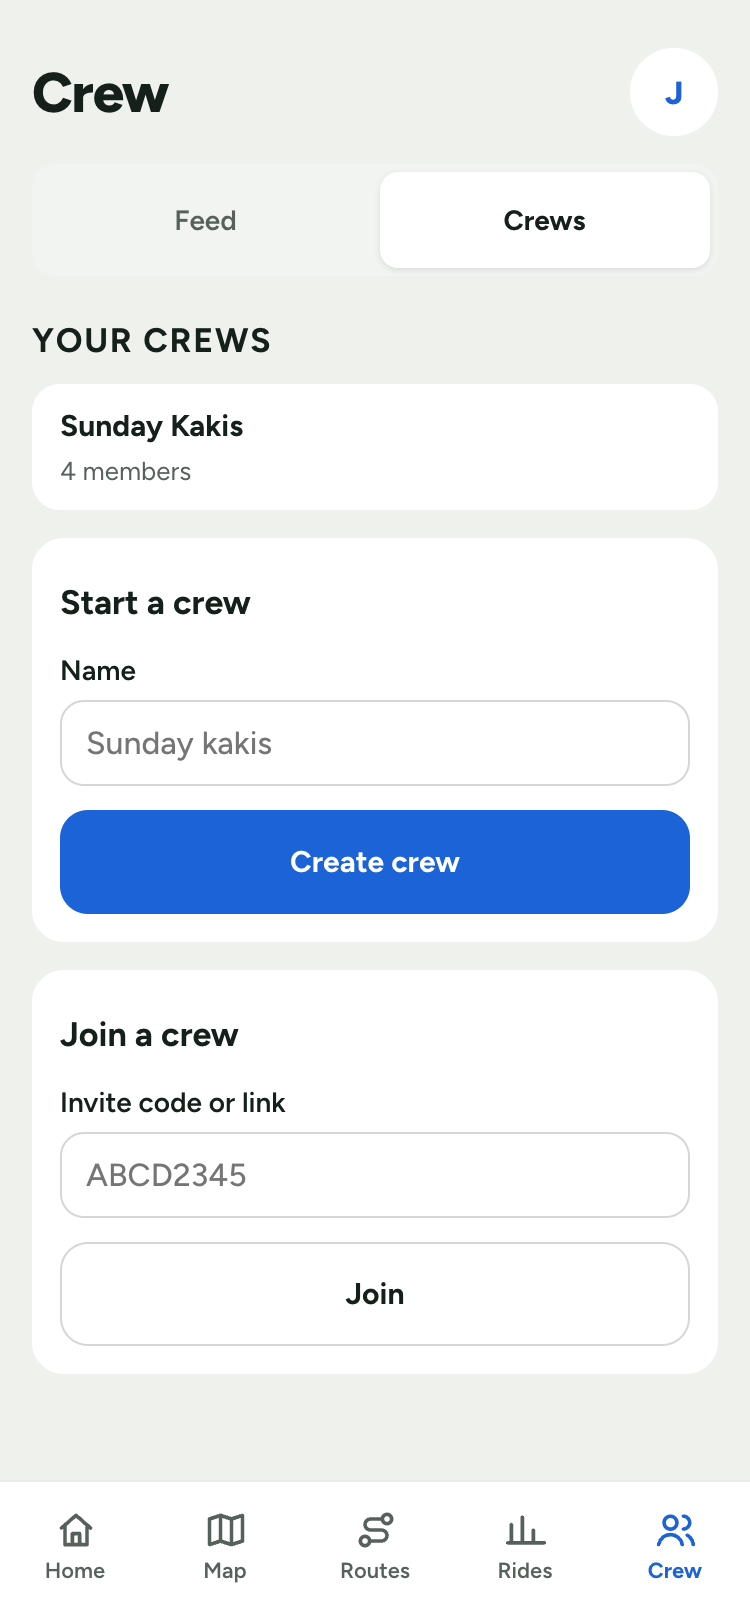 Crew
J
Feed
Crews
YOUR CREWS
Sunday Kakis
4 members
Start a crew
Name
Sunday kakis
Create crew
Join a crew
Invite code or link
ABCD2345
Join
Home
Map
Routes
Rides
Crew